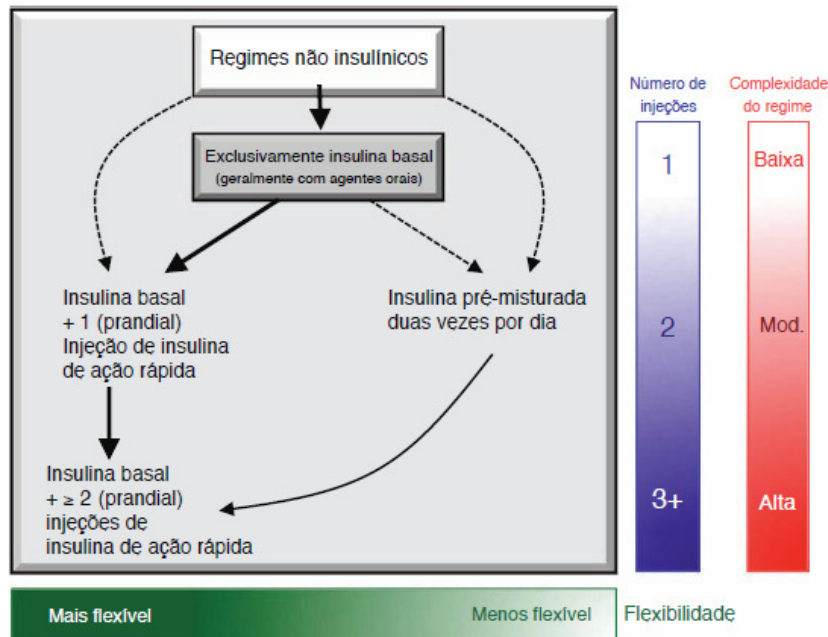 Regimes não insulínicos
Exclusivamente insulina basal
(geralmente com agentes orais)
Insulina basal
+ 1 (prandial)
Injeção de insulina
de ação rápida
Insulina pré-misturada
duas vezes por dia
Insulina basal
+ ≥ 2 (prandial)
injeções de
insulina de ação rápida
Número de
injeções
1
2
3+
Complexidade
do regime
Baixa
Mod.
Alta
Mais flexível
Menos flexível
Flexibilidade